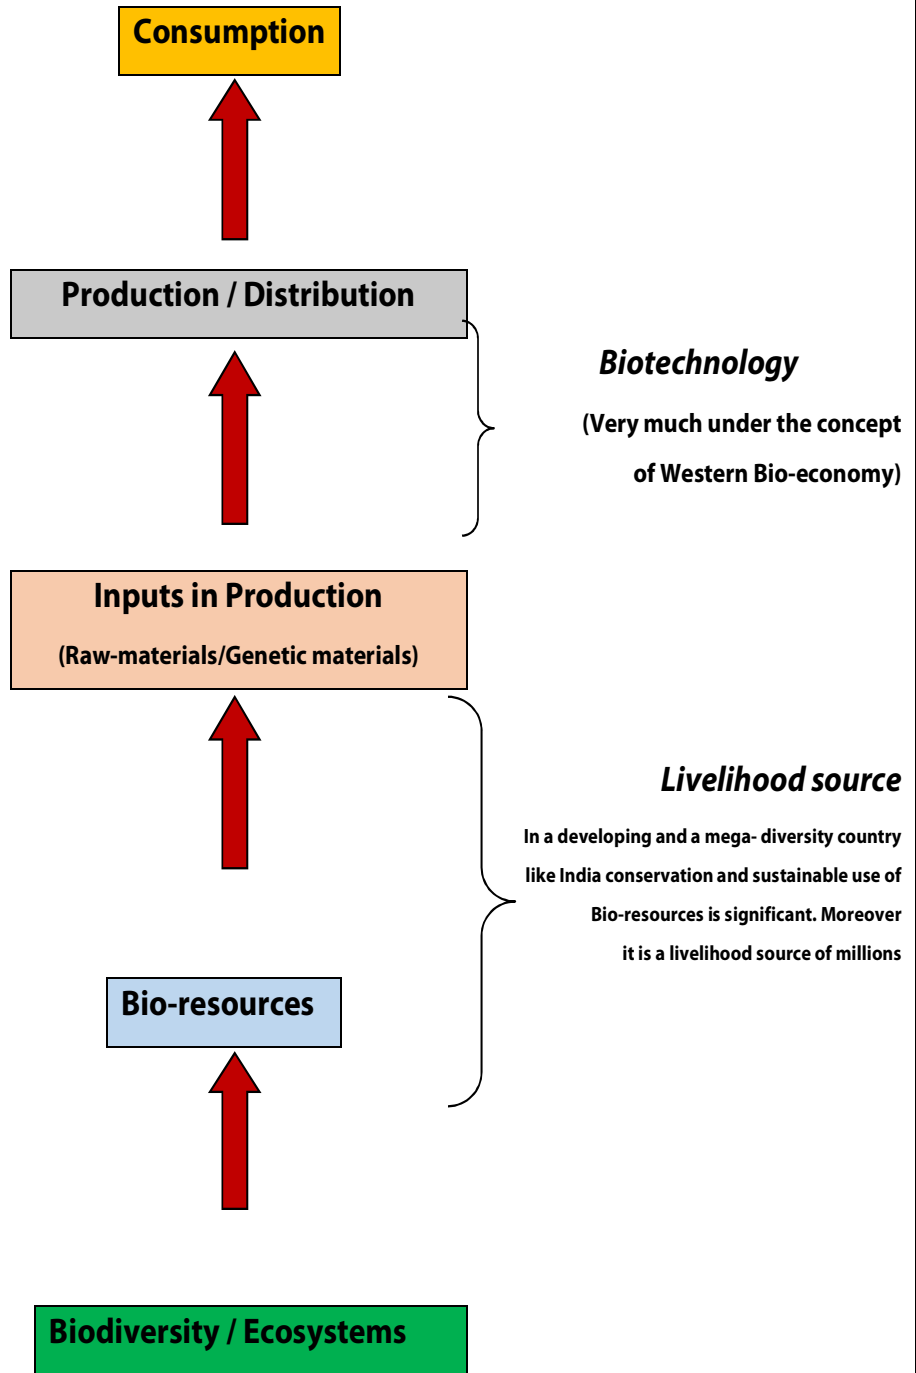 Consumption
Production / Distribution
Biotechnology
(Very much under the concept
of Western Bio-economy)
Inputs in Production
(Raw-materials/Genetic materials)
Livelihood source
In a developing and a mega- diversity country
like India conservation and sustainable use of
Bio-resources is significant. Moreover
it is a livelihood source of millions
Bio-resources
Biodiversity / Ecosystems